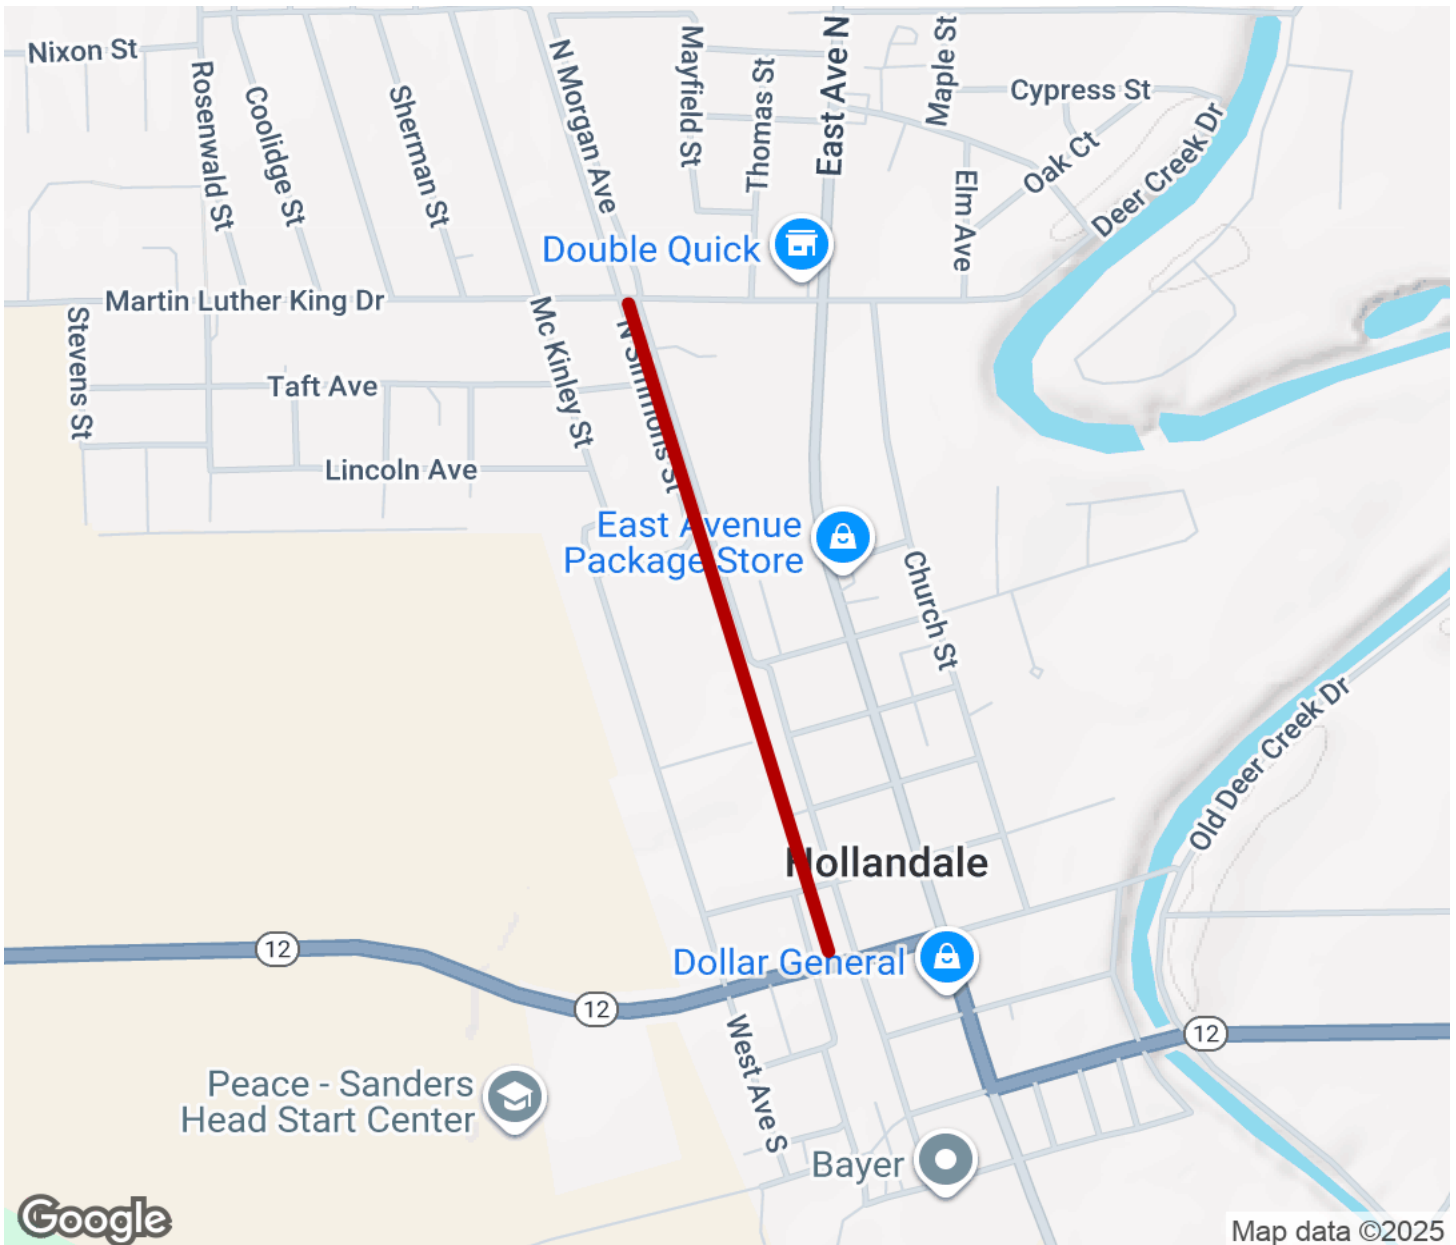 Nixon St
Rosenwald St
Coolidge St
Sherman St
N Morgan Ave
Mayfield St
Thomas St
East Ave N
Maple St
Cypress St
Oak Ct
Elm Ave
Deer Creek Dr
Double Quick
Martin Luther King Dr
Stevens St
Taft Ave
Mc Kinley St
N Simmons St
Lincoln Ave
East Avenue
Package Store
Church St
Old Deer Creek Dr
Hollandale
12
12
Dollar General
12
West Ave S
Peace - Sanders
Head Start Center
Bayer
Google
Map data ©2025